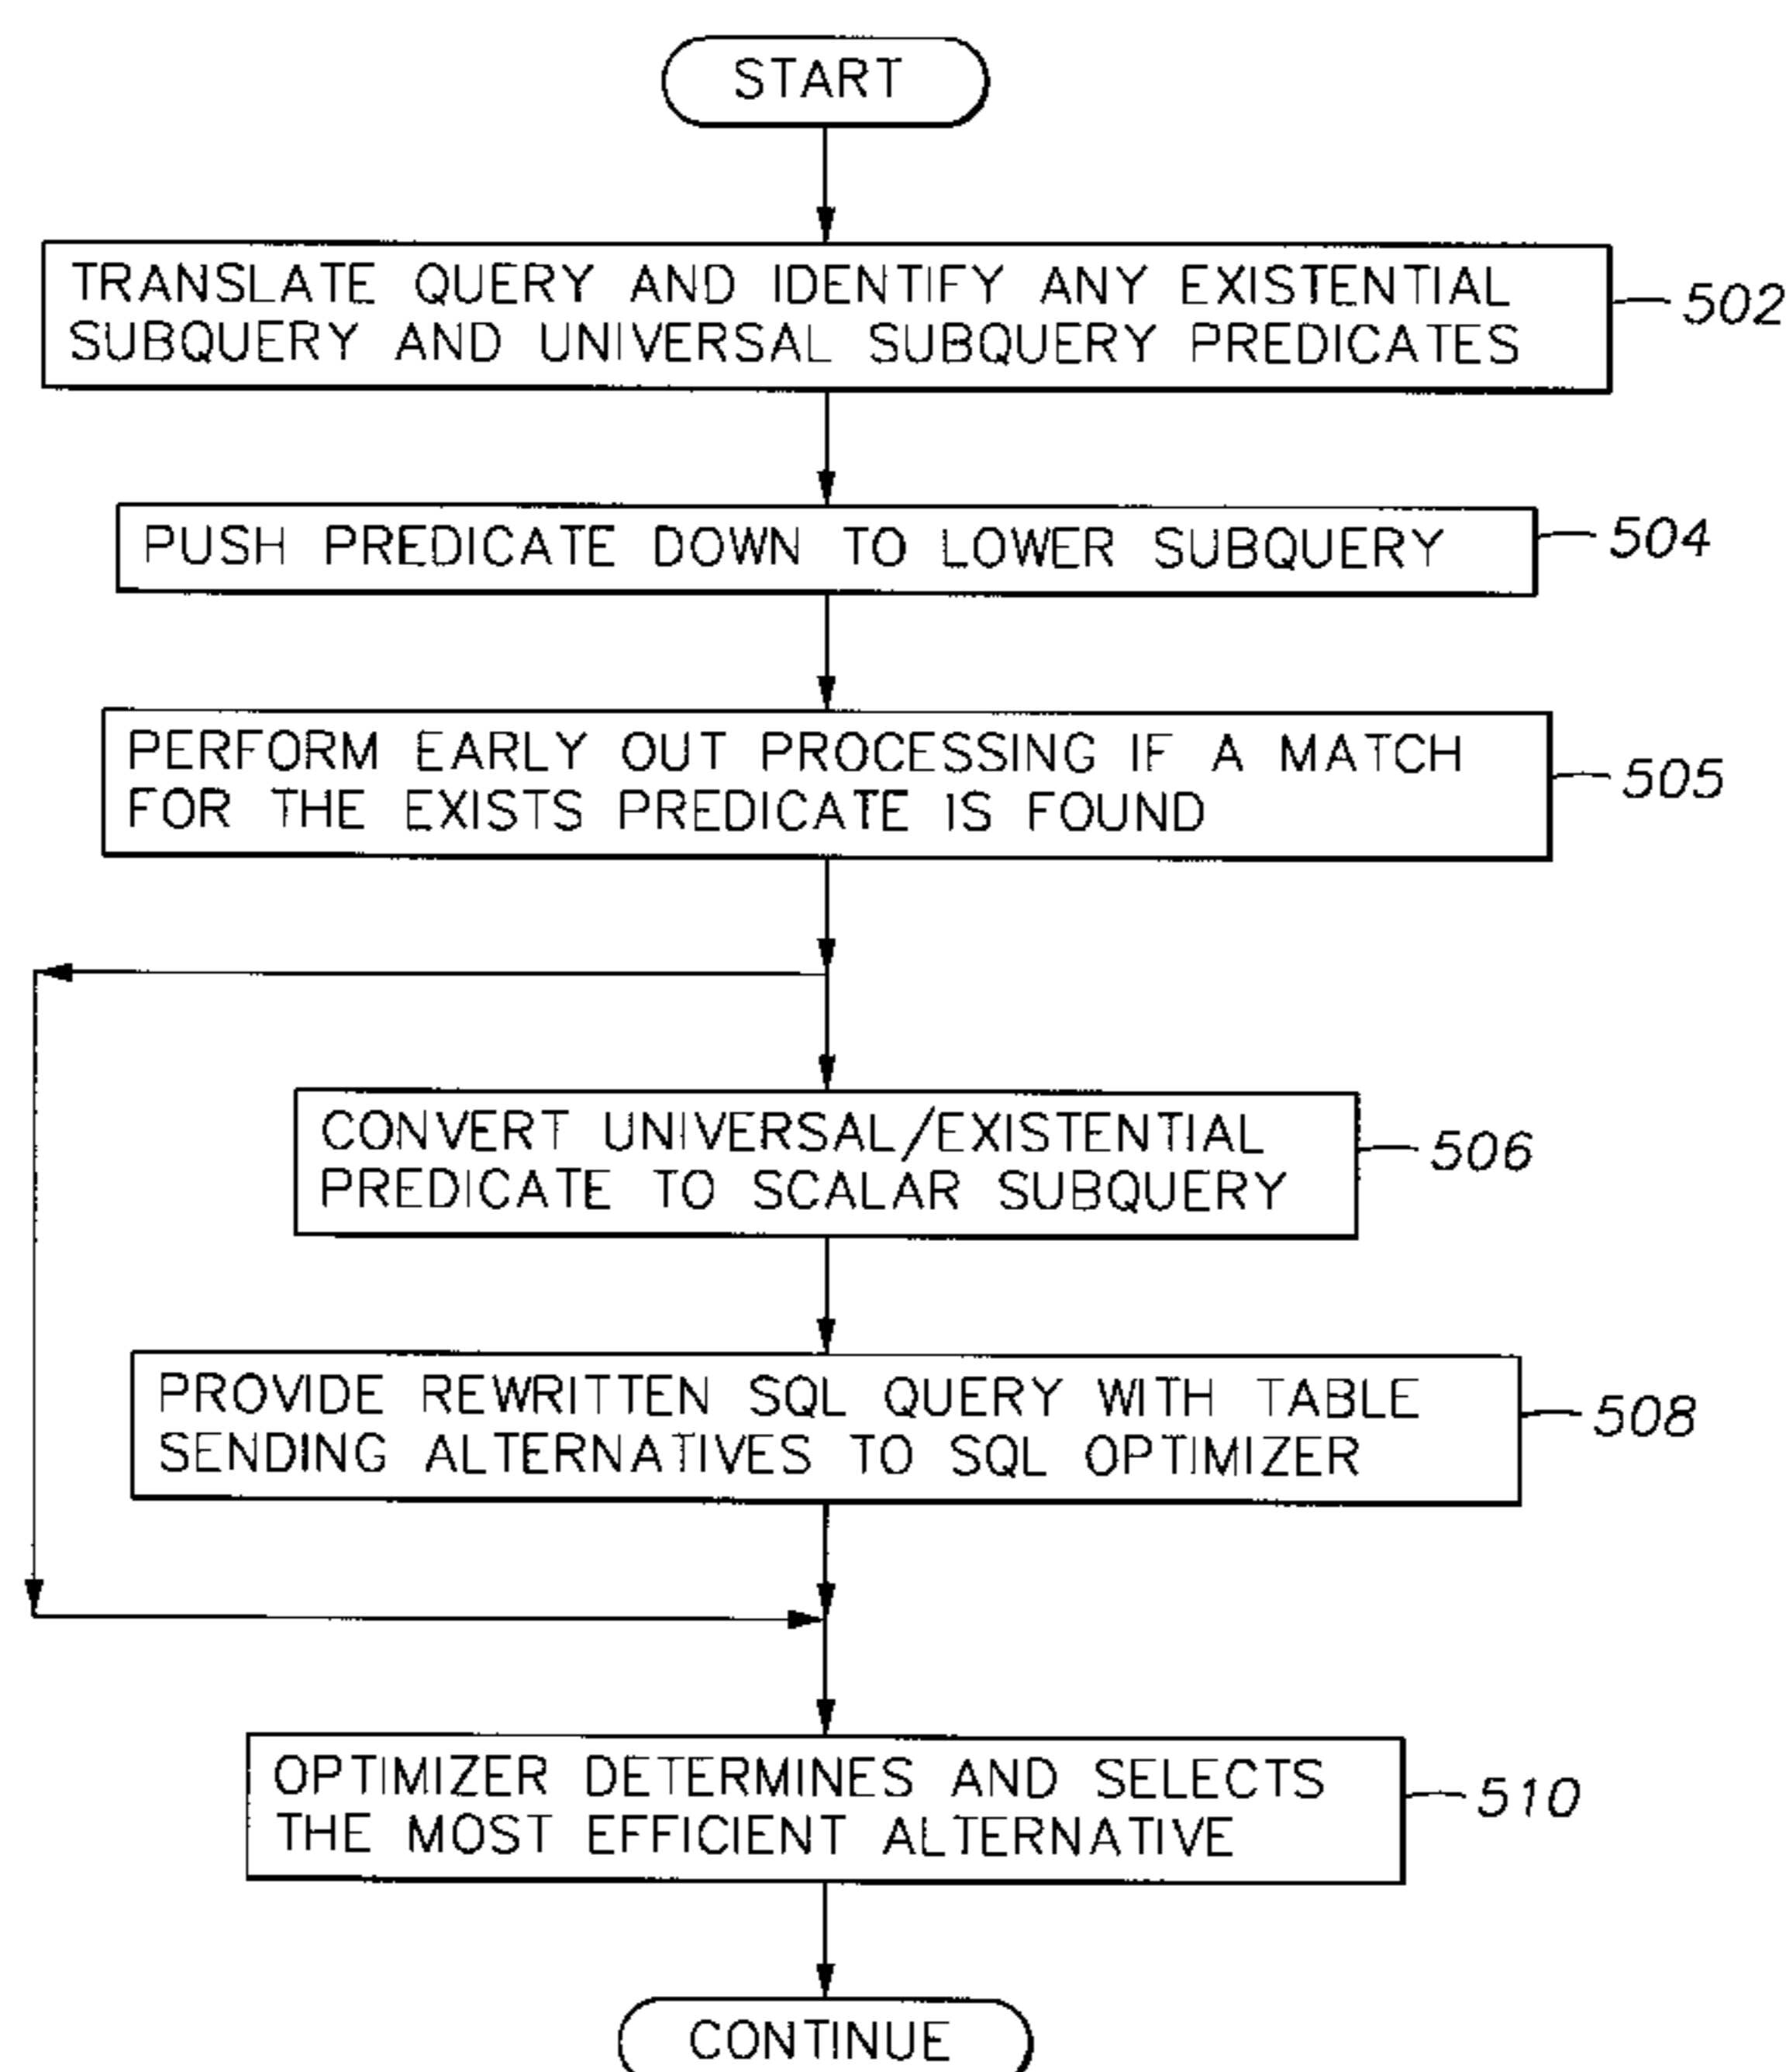 START
TRANSLATE QUERY AND IDENTIFY ANY EXISTENTIAL
SUBQUERY AND UNIVERSAL SUBQUERY PREDICATES
502
PUSH PREDICATE DOWN TO LOWER SUBQUERY
504
PERFORM EARLY OUT PROCESSING IF A MATCH
FOR THE EXISTS PREDICATE IS FOUND
505
CONVERT UNIVERSAL/EXISTENTIAL
PREDICATE TO SCALAR SUBQUERY
506
PROVIDE REWRITTEN SQL QUERY WITH TABLE
SENDING ALTERNATIVES TO SQL OPTIMIZER
508
OPTIMIZER DETERMINES AND SELECTS
THE MOST EFFICIENT ALTERNATIVE
510
CONTINUE